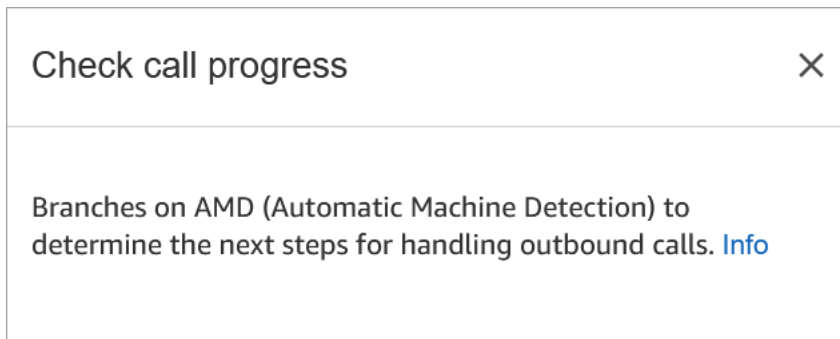 Check call progress
Branches on AMD (Automatic Machine Detection) to
determine the next steps for handling outbound calls. Info